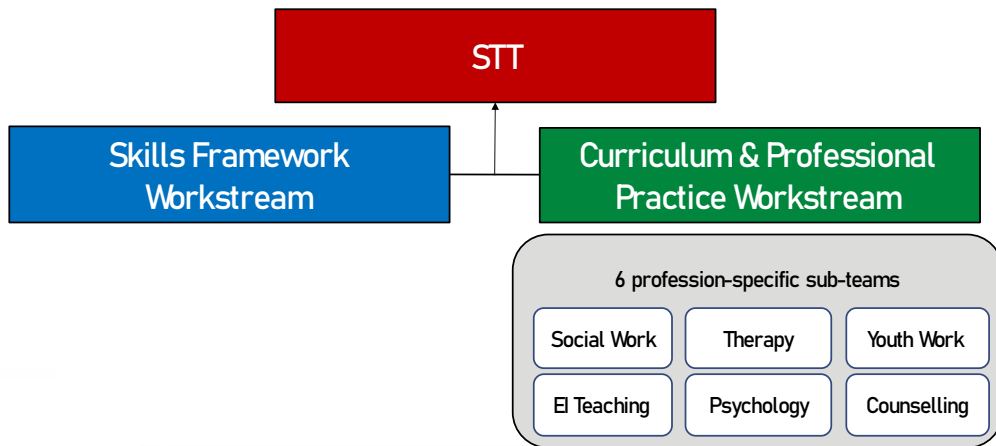 STT
Skills Framework
Workstream
Curriculum & Professional
Practice Workstream
6 profession-specific sub-teams
Social Work
Therapy
Youth Work
EI Teaching
Psychology
Counselling